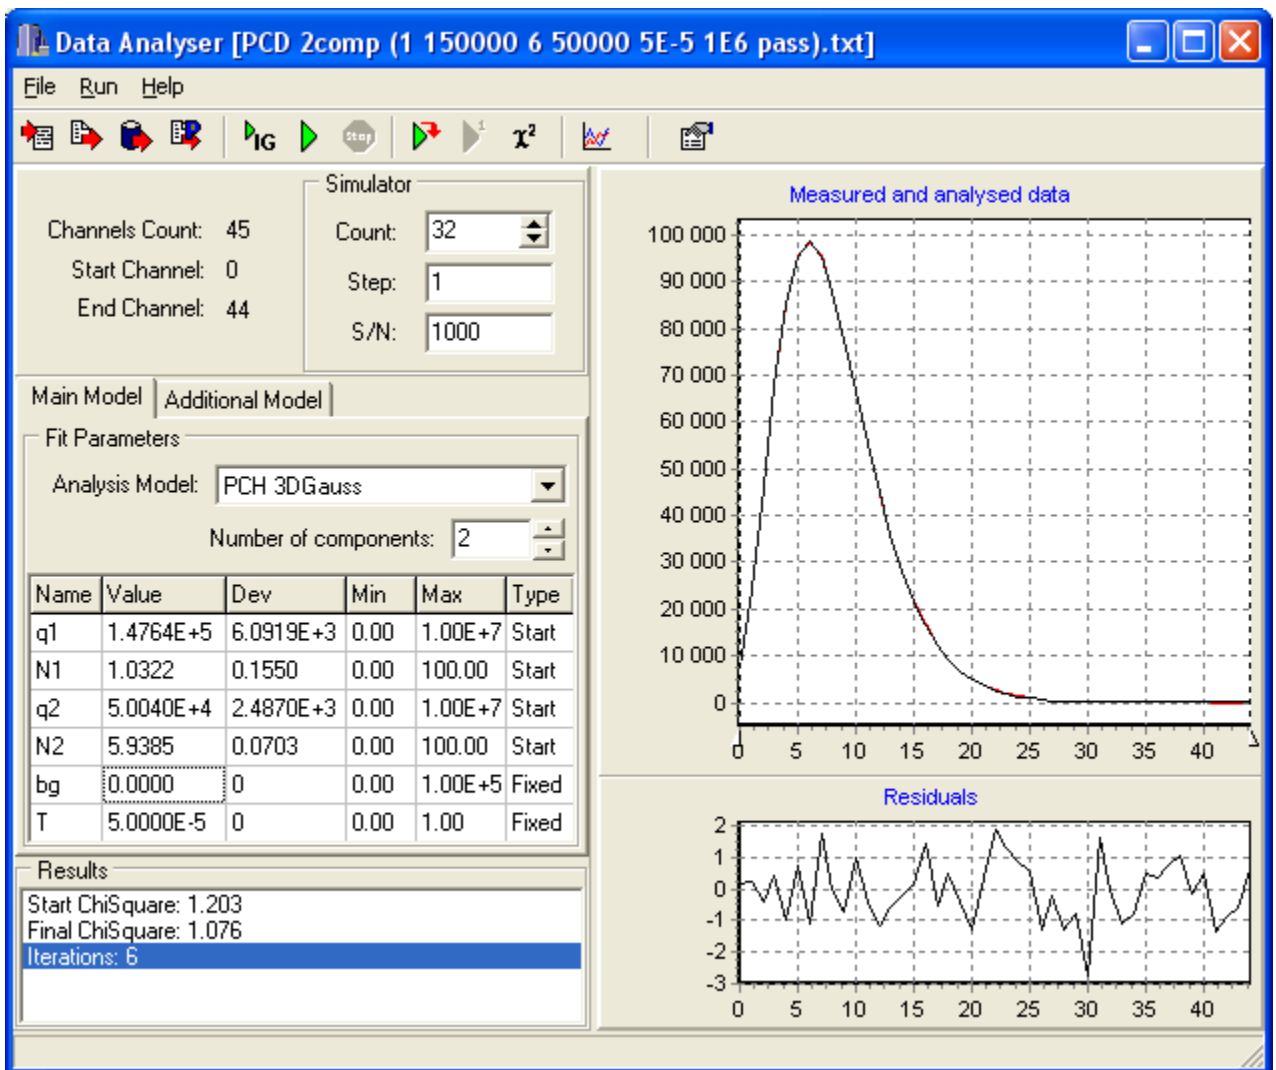 Data Analyser [PCD 2comp (1 150000 6 50000 5E-5 1E6 pass).txt]
File Run Help
IG Stop 1 χ²
Channels Count: 45
Start Channel: 0
End Channel: 44
Simulator
Count: 32
Step: 1
S/N: 1000
Main Model Additional Model
Fit Parameters
Analysis Model: PCH 3DGauss
Number of components: 2
Name Value Dev Min Max Type
q1 1.4764E+5 6.0919E+3 0.00 1.00E+7 Start
N1 1.0322 0.1550 0.00 100.00 Start
q2 5.0040E+4 2.4870E+3 0.00 1.00E+7 Start
N2 5.9385 0.0703 0.00 100.00 Start
bg 0.0000 0 0.00 1.00E+5 Fixed
T 5.0000E-5 0 0.00 1.00 Fixed
Results
Start ChiSquare: 1.203
Final ChiSquare: 1.076
Iterations: 6
Measured and analysed data
100 000
90 000
80 000
70 000
60 000
50 000
40 000
30 000
20 000
10 000
0
0 5 10 15 20 25 30 35 40
Residuals
2
1
0
-1
-2
-3
0 5 10 15 20 25 30 35 40